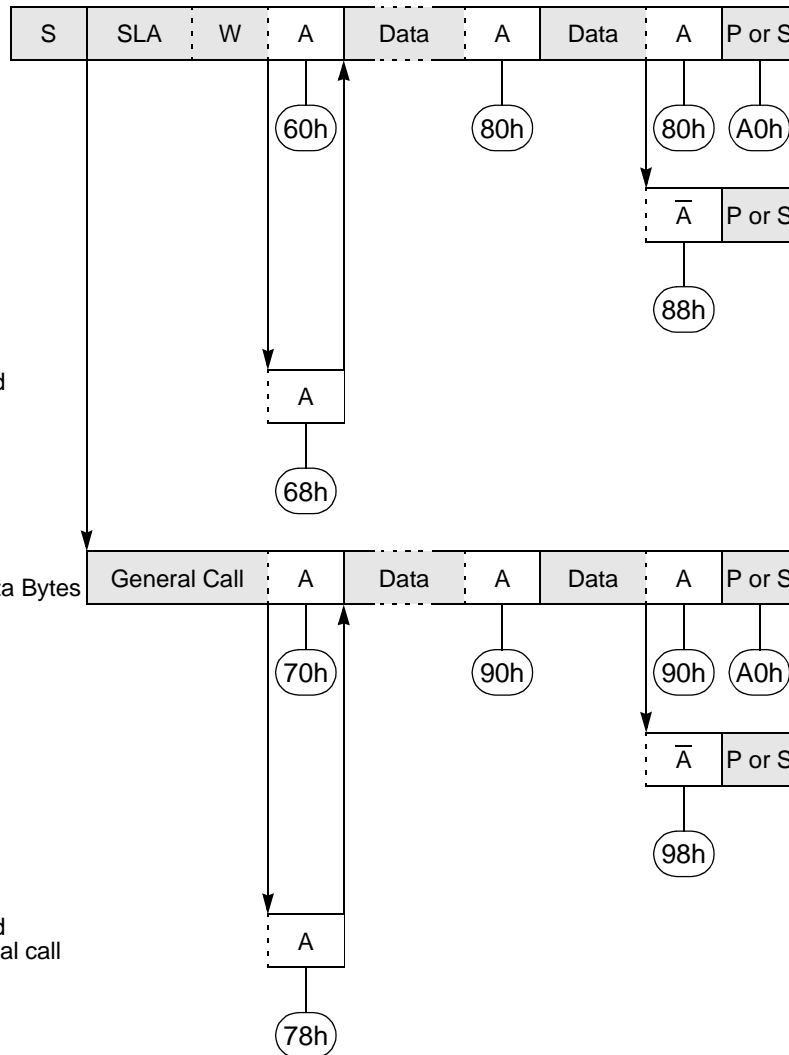 S SLA W A Data A Data A P or S
60h 80h 80h A0h
A̅ P or S
88h
A
68h
General Call A Data A Data A P or S
Bytes
70h 90h 90h A0h
A̅ P or S
98h
A
call
78h